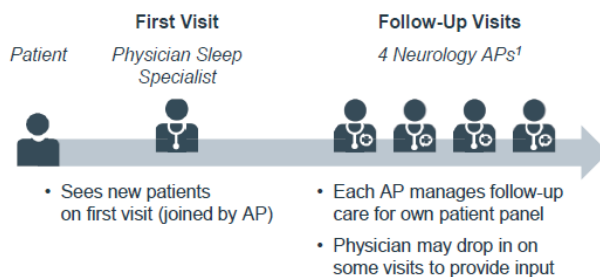 First Visit
Follow-Up Visits
Patient
Physician Sleep
Specialist
4 Neurology APs¹
• Sees new patients
on first visit (joined by AP)
• Each AP manages follow-up
care for own patient panel
• Physician may drop in on
some visits to provide input